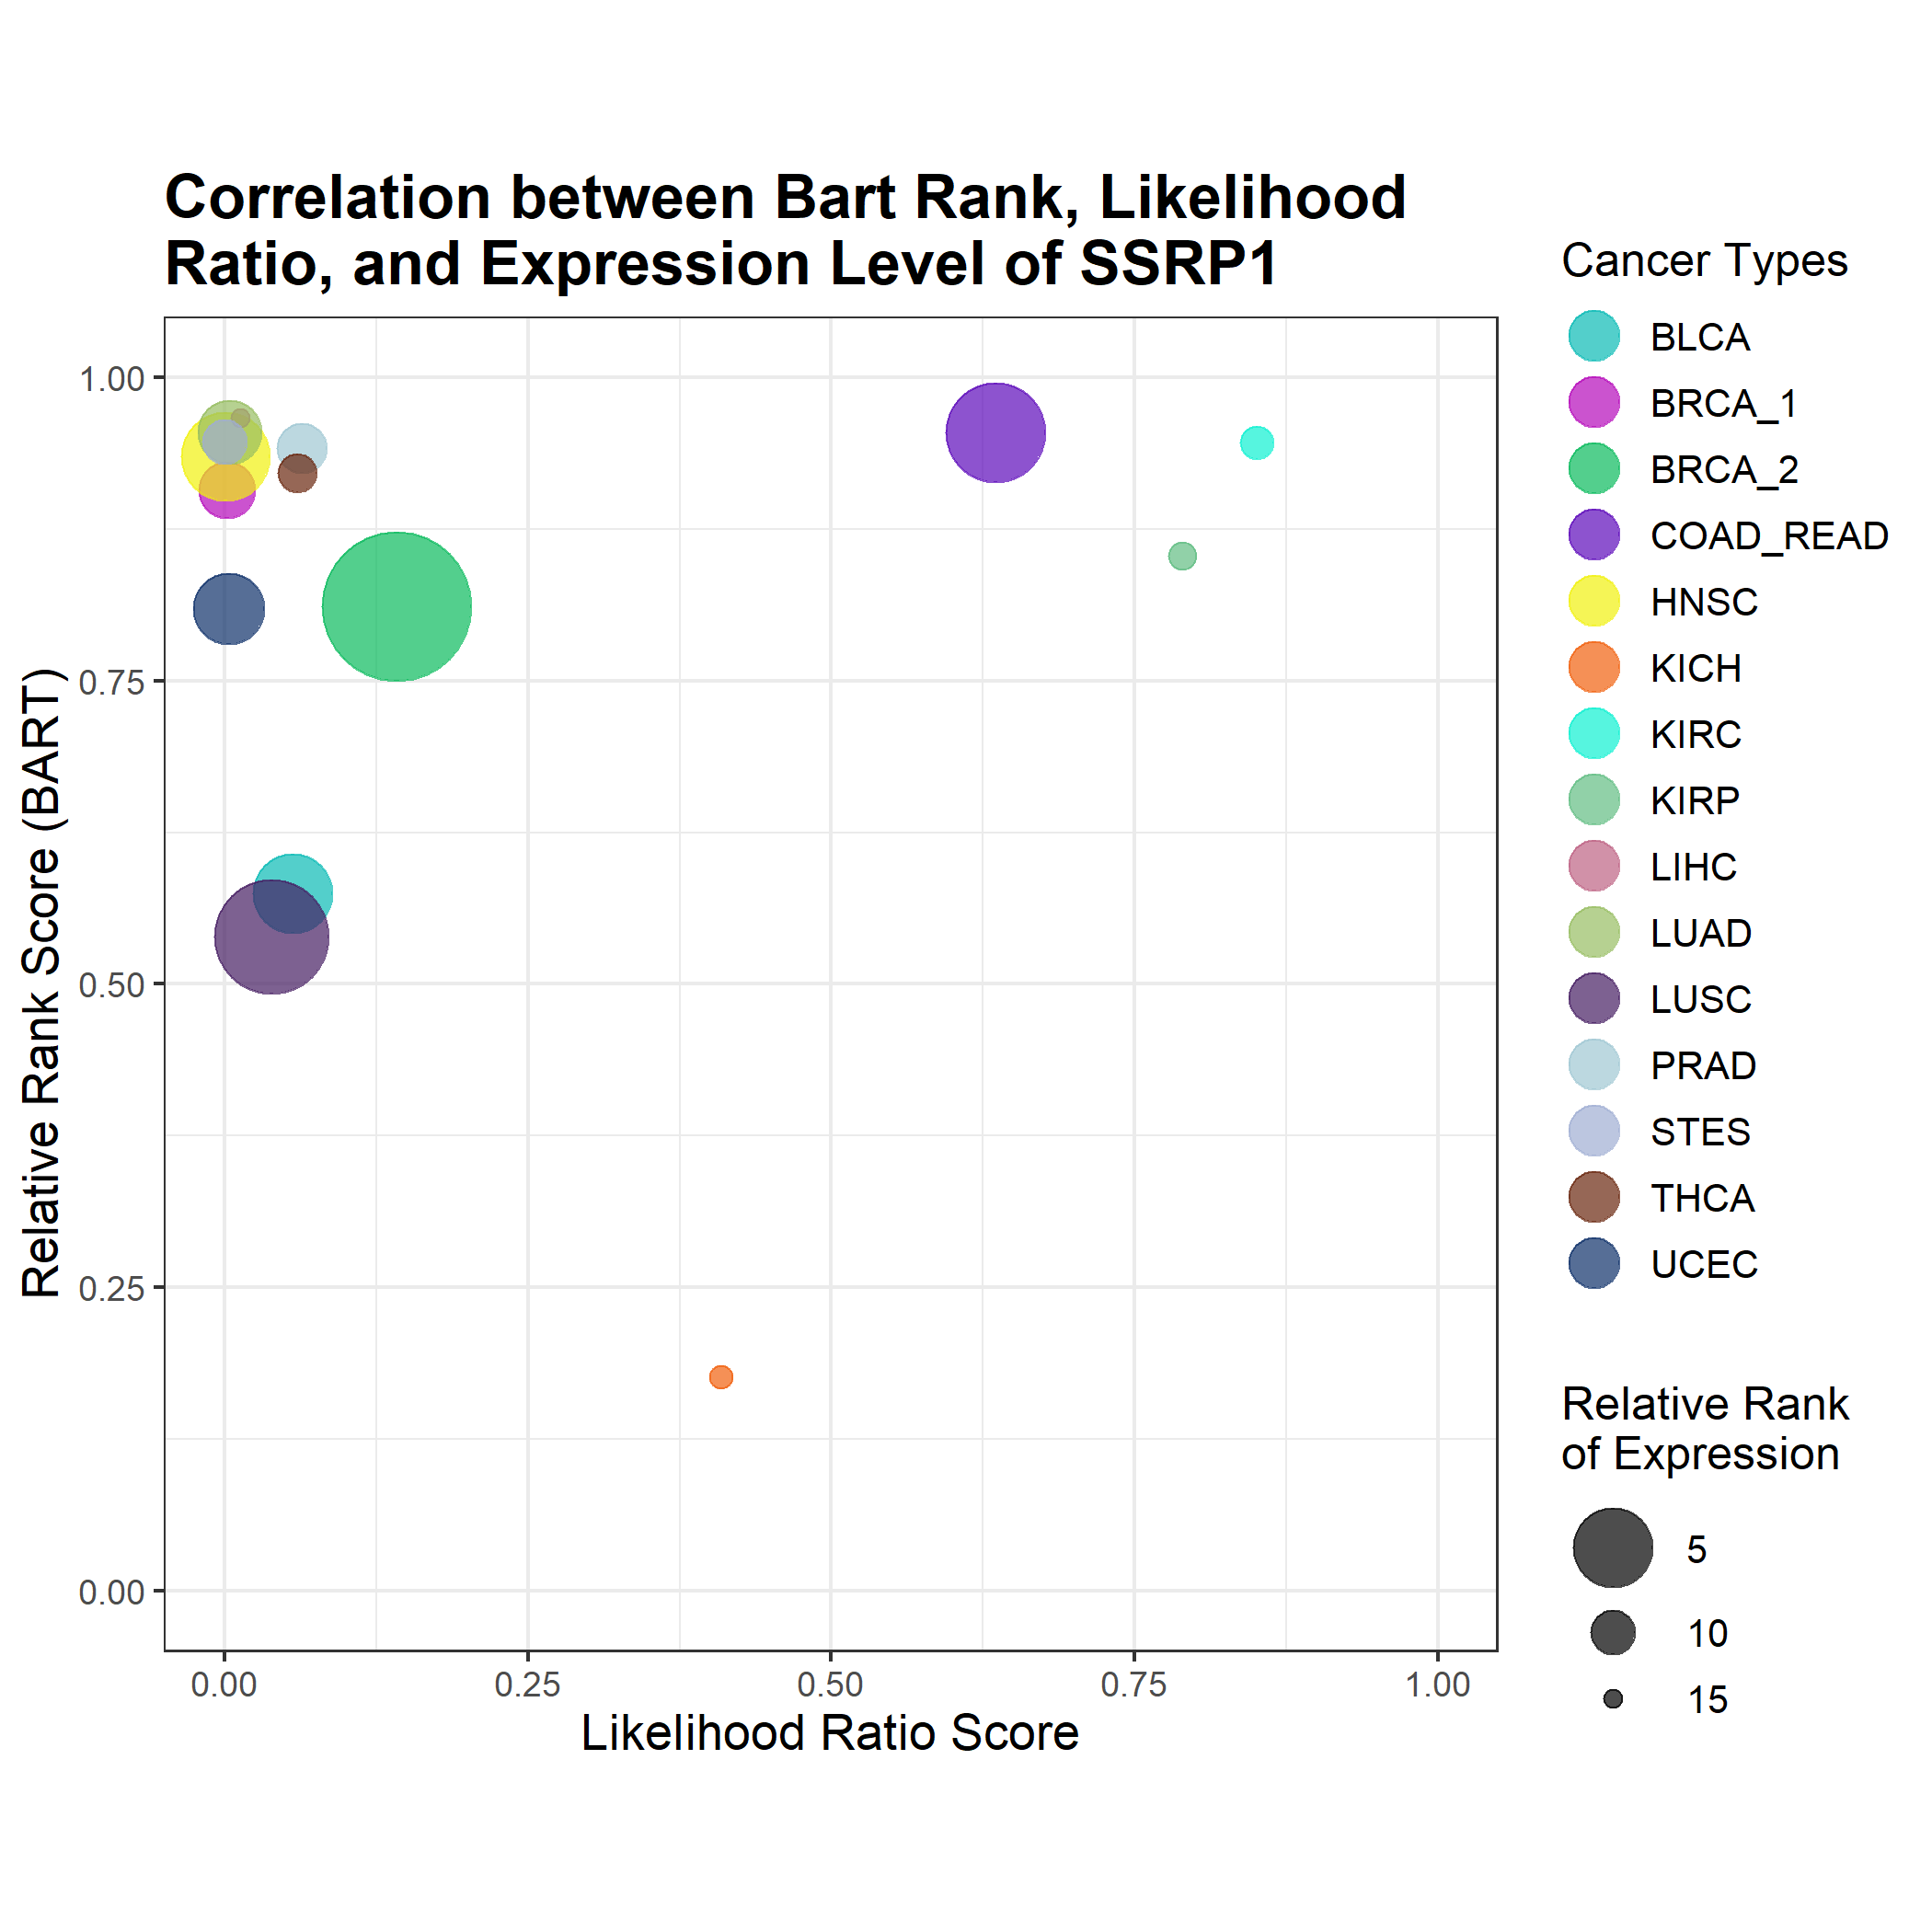 Correlation between Bart Rank, Likelihood
Ratio, and Expression Level of SSRP1
Relative Rank Score (BART)
1.00
0.75
0.50
0.25
0.00
0.00 0.25 0.50 0.75 1.00
Likelihood Ratio Score
Cancer Types
BLCA
BRCA_1
BRCA_2
COAD_READ
HNSC
KICH
KIRC
KIRP
LIHC
LUAD
LUSC
PRAD
STES
THCA
UCEC
Relative Rank
of Expression
5
10
15